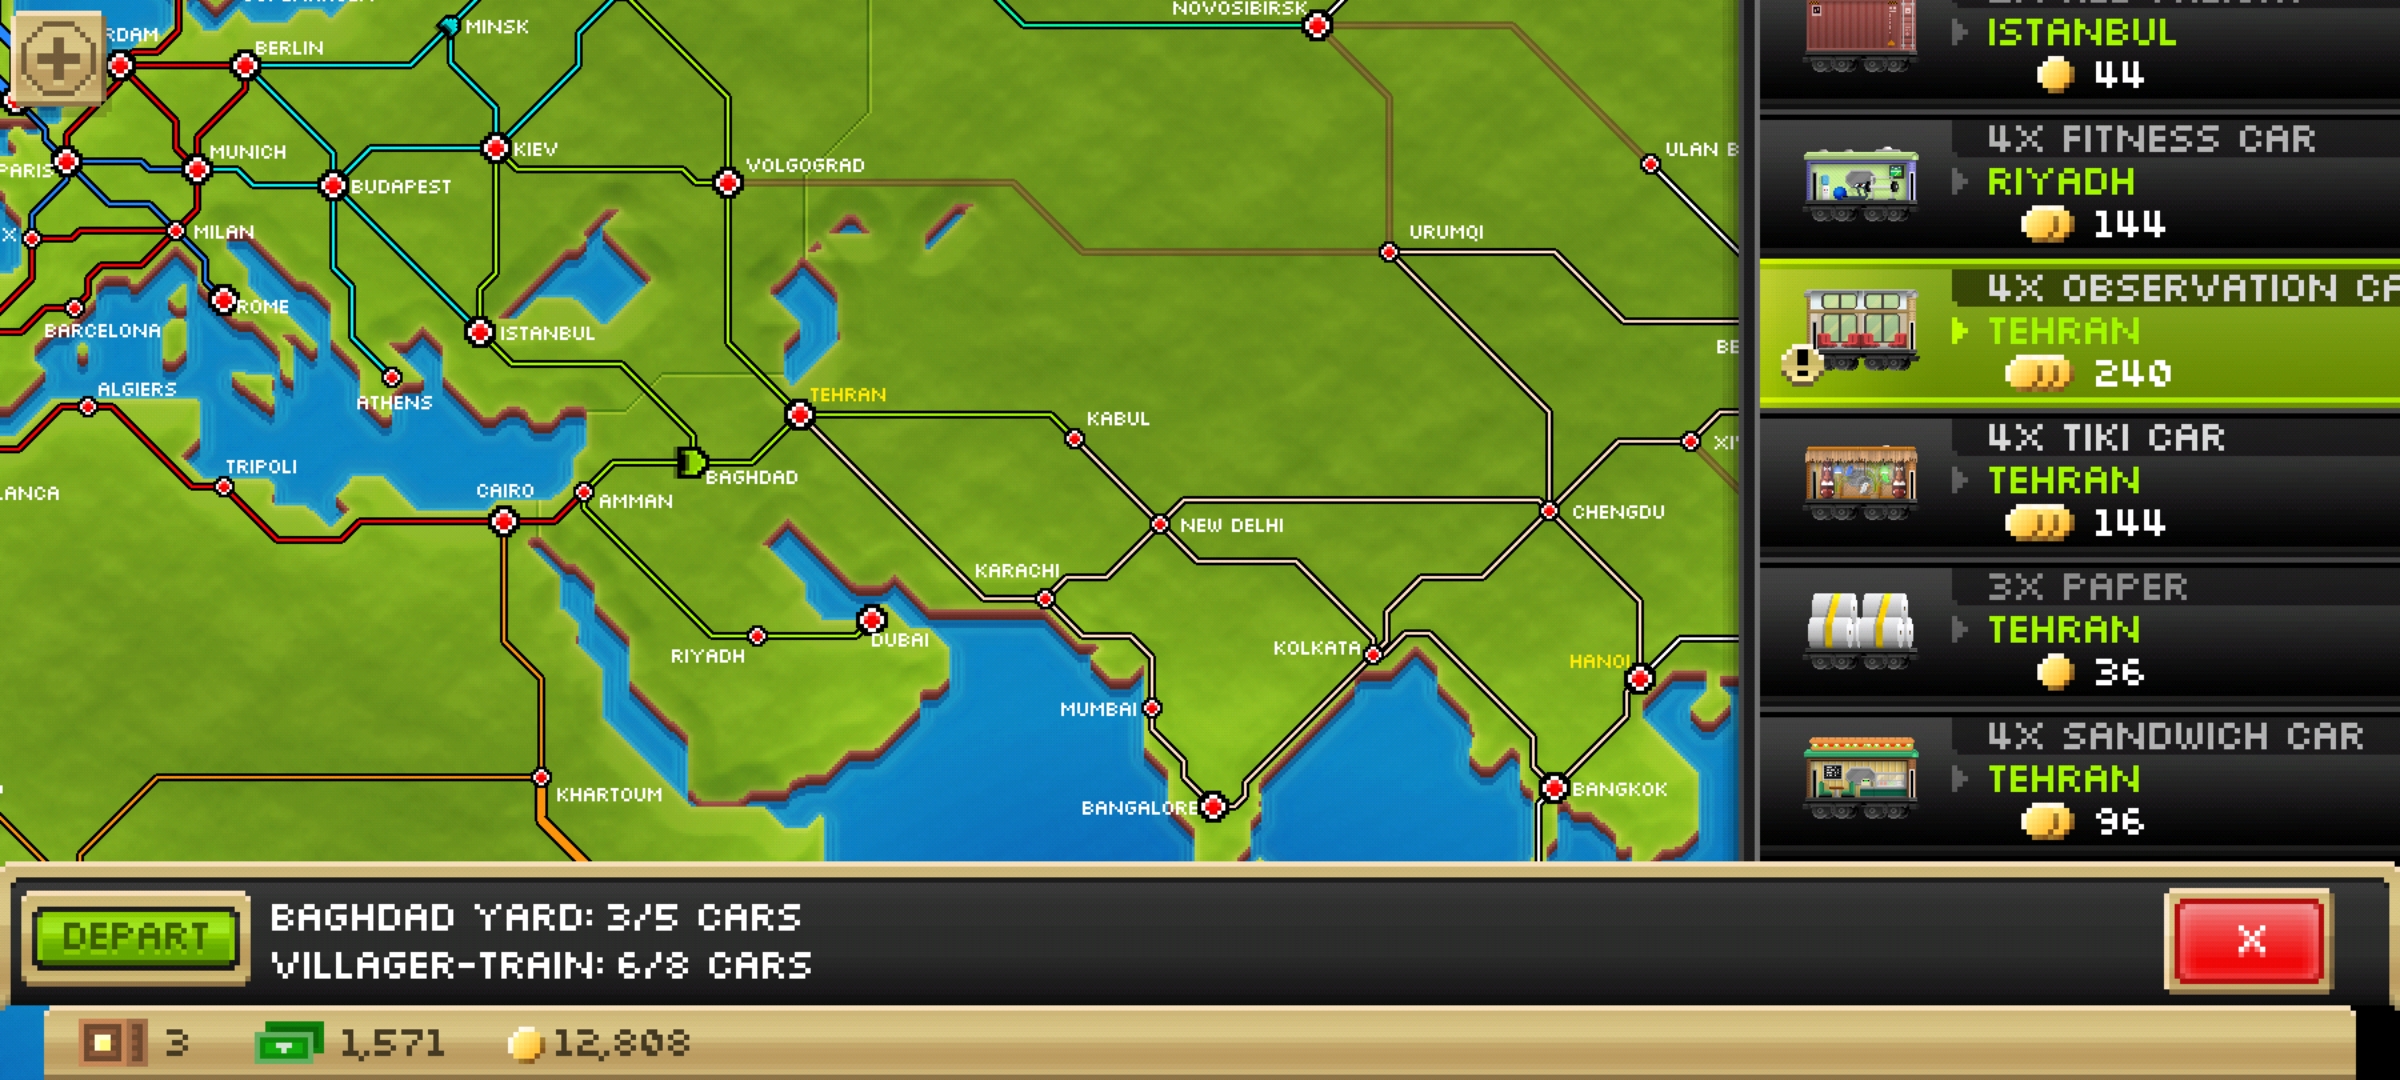 NOVOSIBIRSK
MINSK
BERLIN
ULAN B
MUNICH
KIEV
VOLGOGRAD
PARIS
BUDAPEST
MILAN
URUMQI
X
ROME
BARCELONA
ISTANBUL
BE
ALGIERS
ATHENS
TEHRAN
KABUL
TRIPOLI
BAGHDAD
LANCA
CAIRO
AMMAN
NEW DELHI
CHENGDU
XI
KARACHI
RIYADH
DUBAI
KOLKATA
HANOI
MUMBAI
KHARTOUM
BANGALORE
BANGKOK
ISTANBUL
44
4X FITNESS CAR
RIYADH
144
4X OBSERVATION CA
TEHRAN
240
4X TIKI CAR
TEHRAN
144
3X PAPER
TEHRAN
36
4X SANDWICH CAR
TEHRAN
96
DEPART
BAGHDAD YARD: 3/5 CARS
VILLAGER-TRAIN: 6/8 CARS
X
3
1,571
12,808